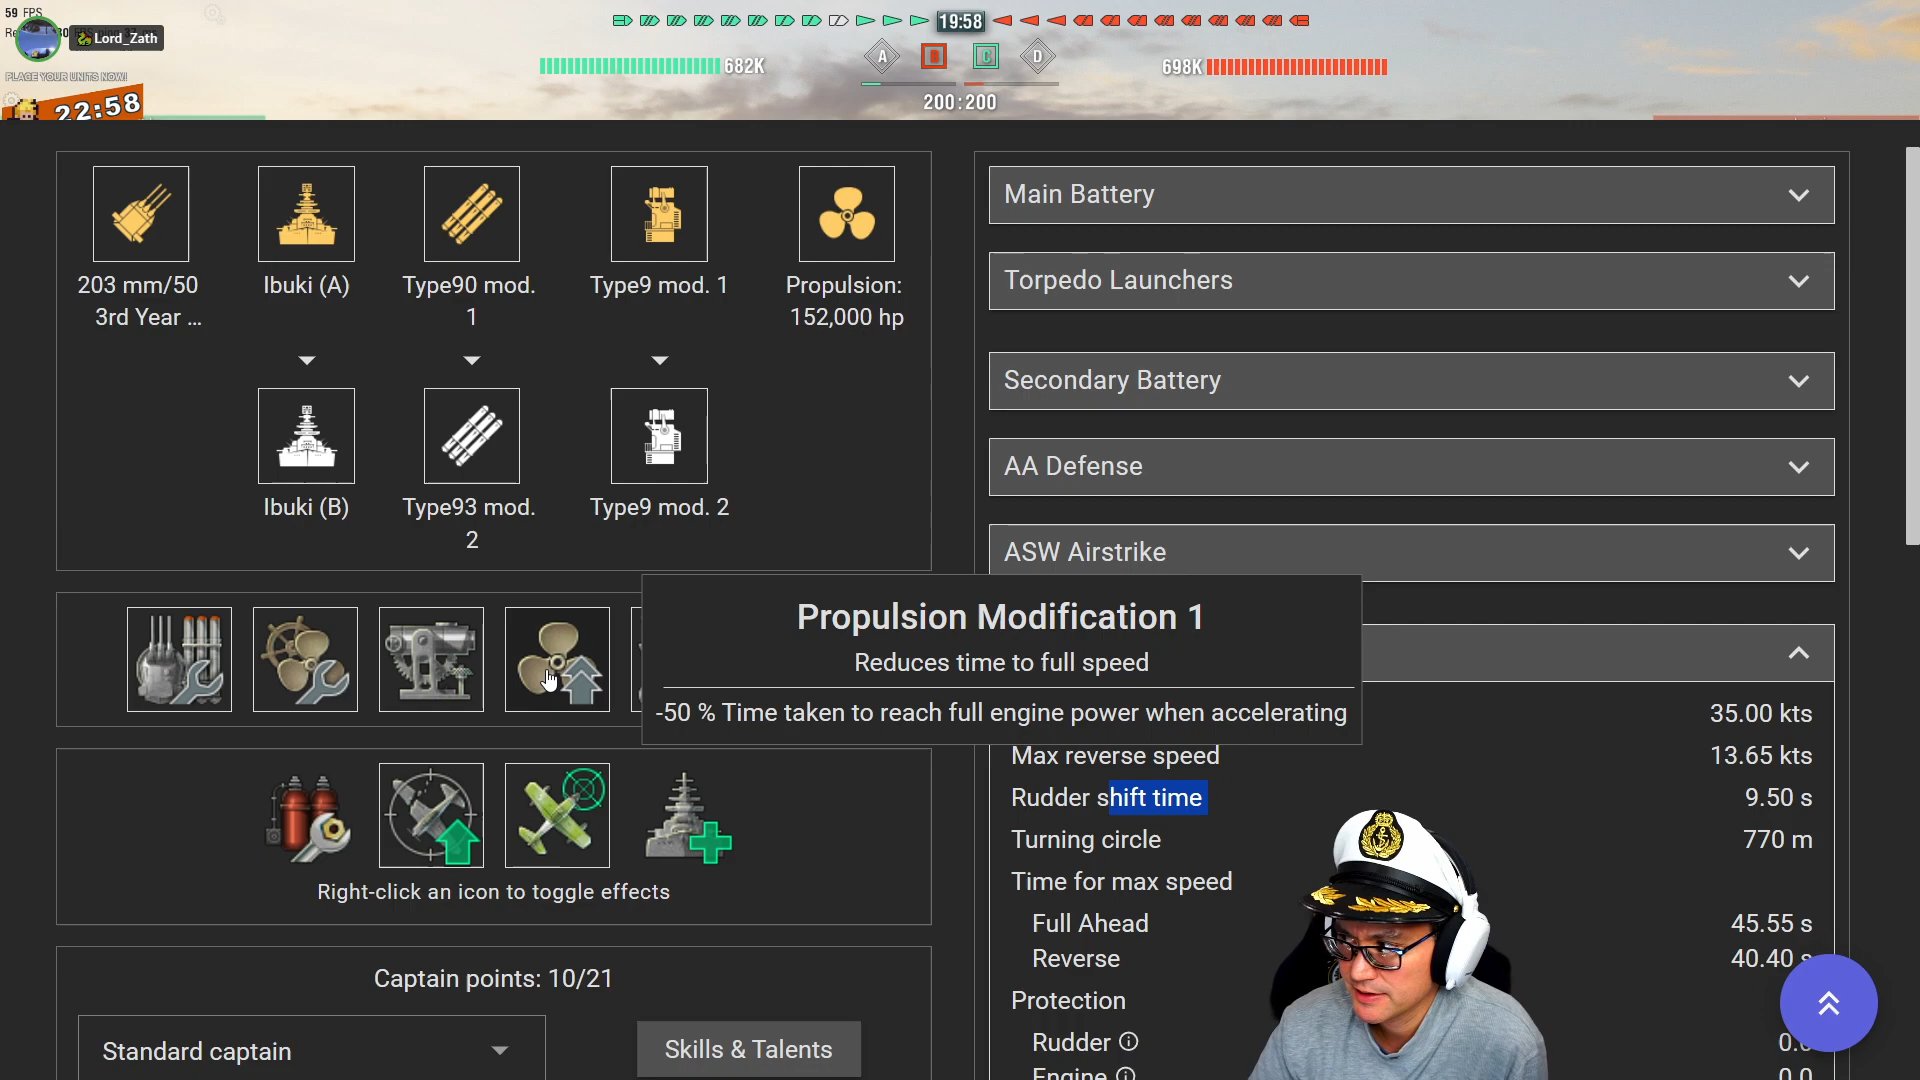 59 FPS
Lord_Zath
PLACE YOUR UNITS NOW!
22:58
19:58
A
B
C
D
682K
698K
200:200
203 mm/50
3rd Year ...
Ibuki (A)
Type90 mod.
1
Type9 mod. 1
Propulsion:
152,000 hp
Ibuki (B)
Type93 mod.
2
Type9 mod. 2
Main Battery
Torpedo Launchers
Secondary Battery
AA Defense
ASW Airstrike
Propulsion Modification 1
Reduces time to full speed
-50 % Time taken to reach full engine power when accelerating
35.00 kts
Max reverse speed 13.65 kts
Rudder shift time 9.50 s
Turning circle 770 m
Time for max speed
Full Ahead 45.55 s
Reverse 40.40 s
Protection
Rudder
Engine
Right-click an icon to toggle effects
Captain points: 10/21
Standard captain
Skills & Talents